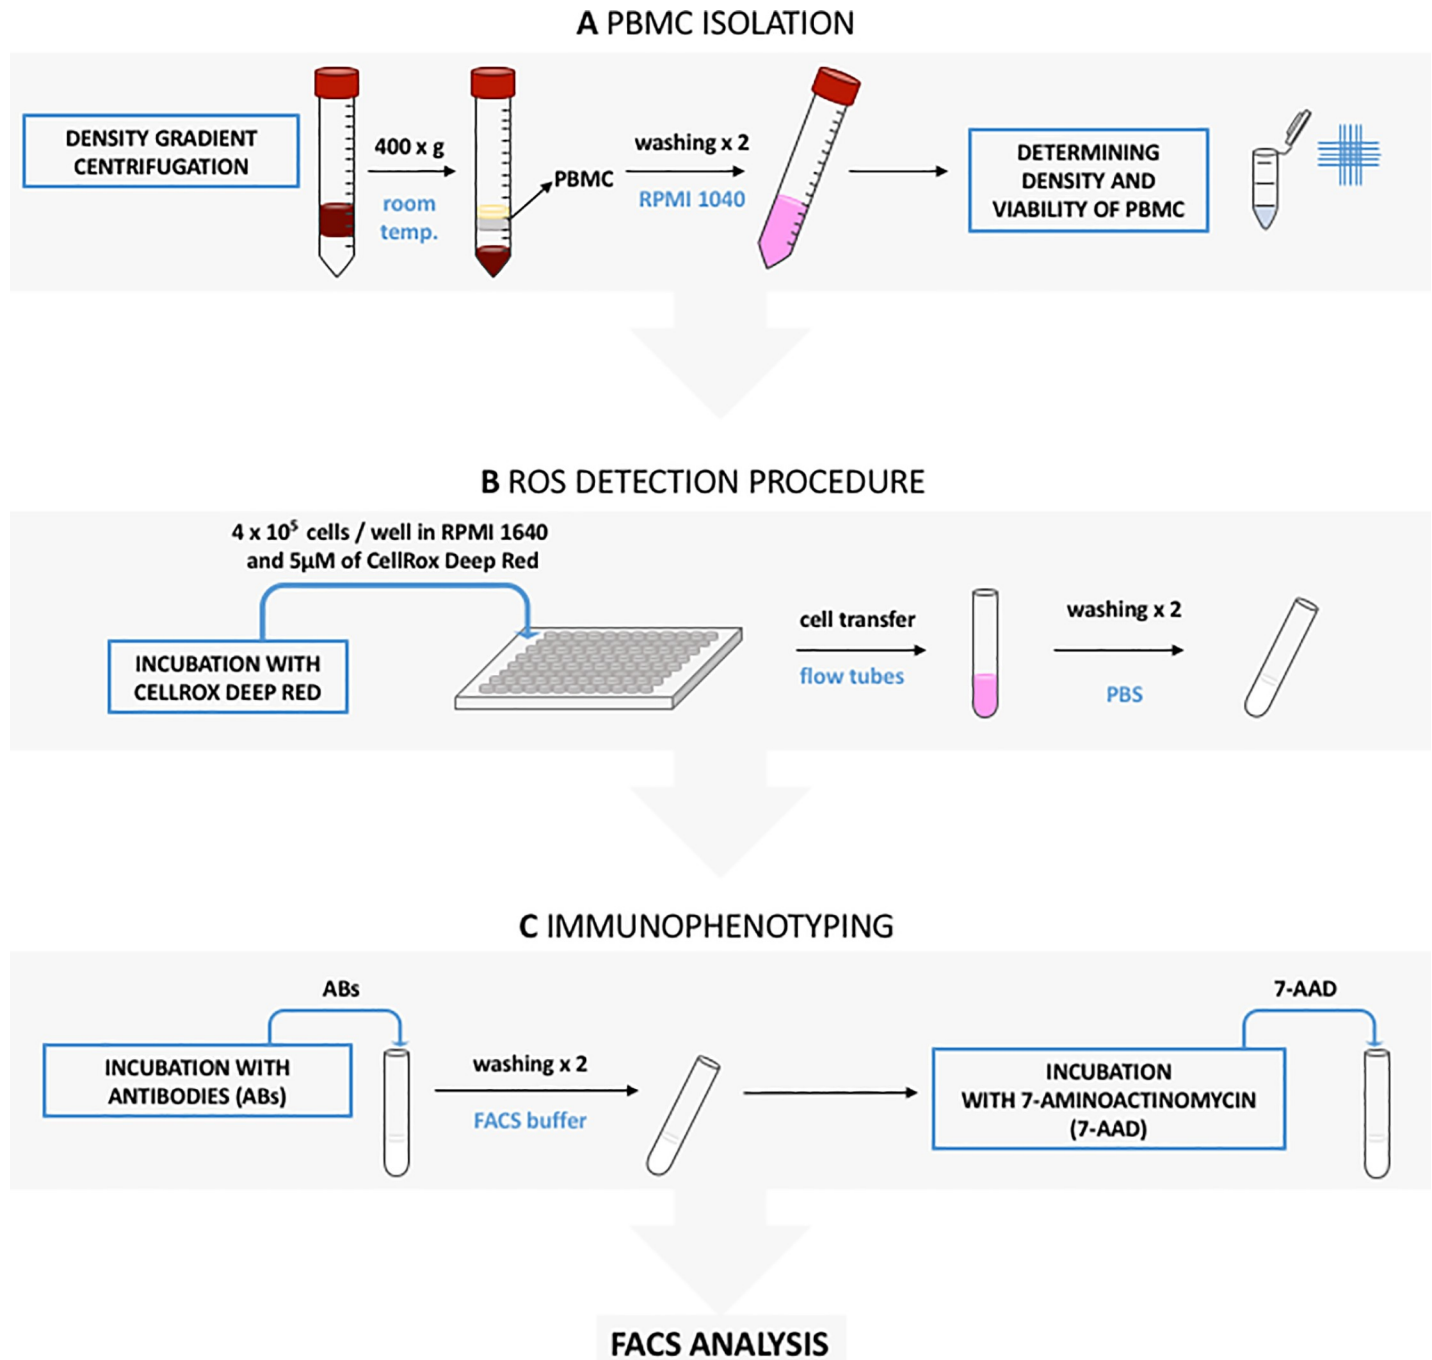 A PBMC ISOLATION
DENSITY GRADIENT
CENTRIFUGATION
400 x g
room
temp.
PBMC
washing x 2
RPMI 1040
DETERMINING
DENSITY AND
VIABILITY OF PBMC
B ROS DETECTION PROCEDURE
4 x 10⁵ cells / well in RPMI 1640
and 5µM of CellRox Deep Red
INCUBATION WITH
CELLROX DEEP RED
cell transfer
flow tubes
washing x 2
PBS
C IMMUNOPHENOTYPING
ABs
INCUBATION WITH
ANTIBODIES (ABs)
washing x 2
FACS buffer
7-AAD
INCUBATION
WITH 7-AMINOACTINOMYCIN
(7-AAD)
FACS ANALYSIS